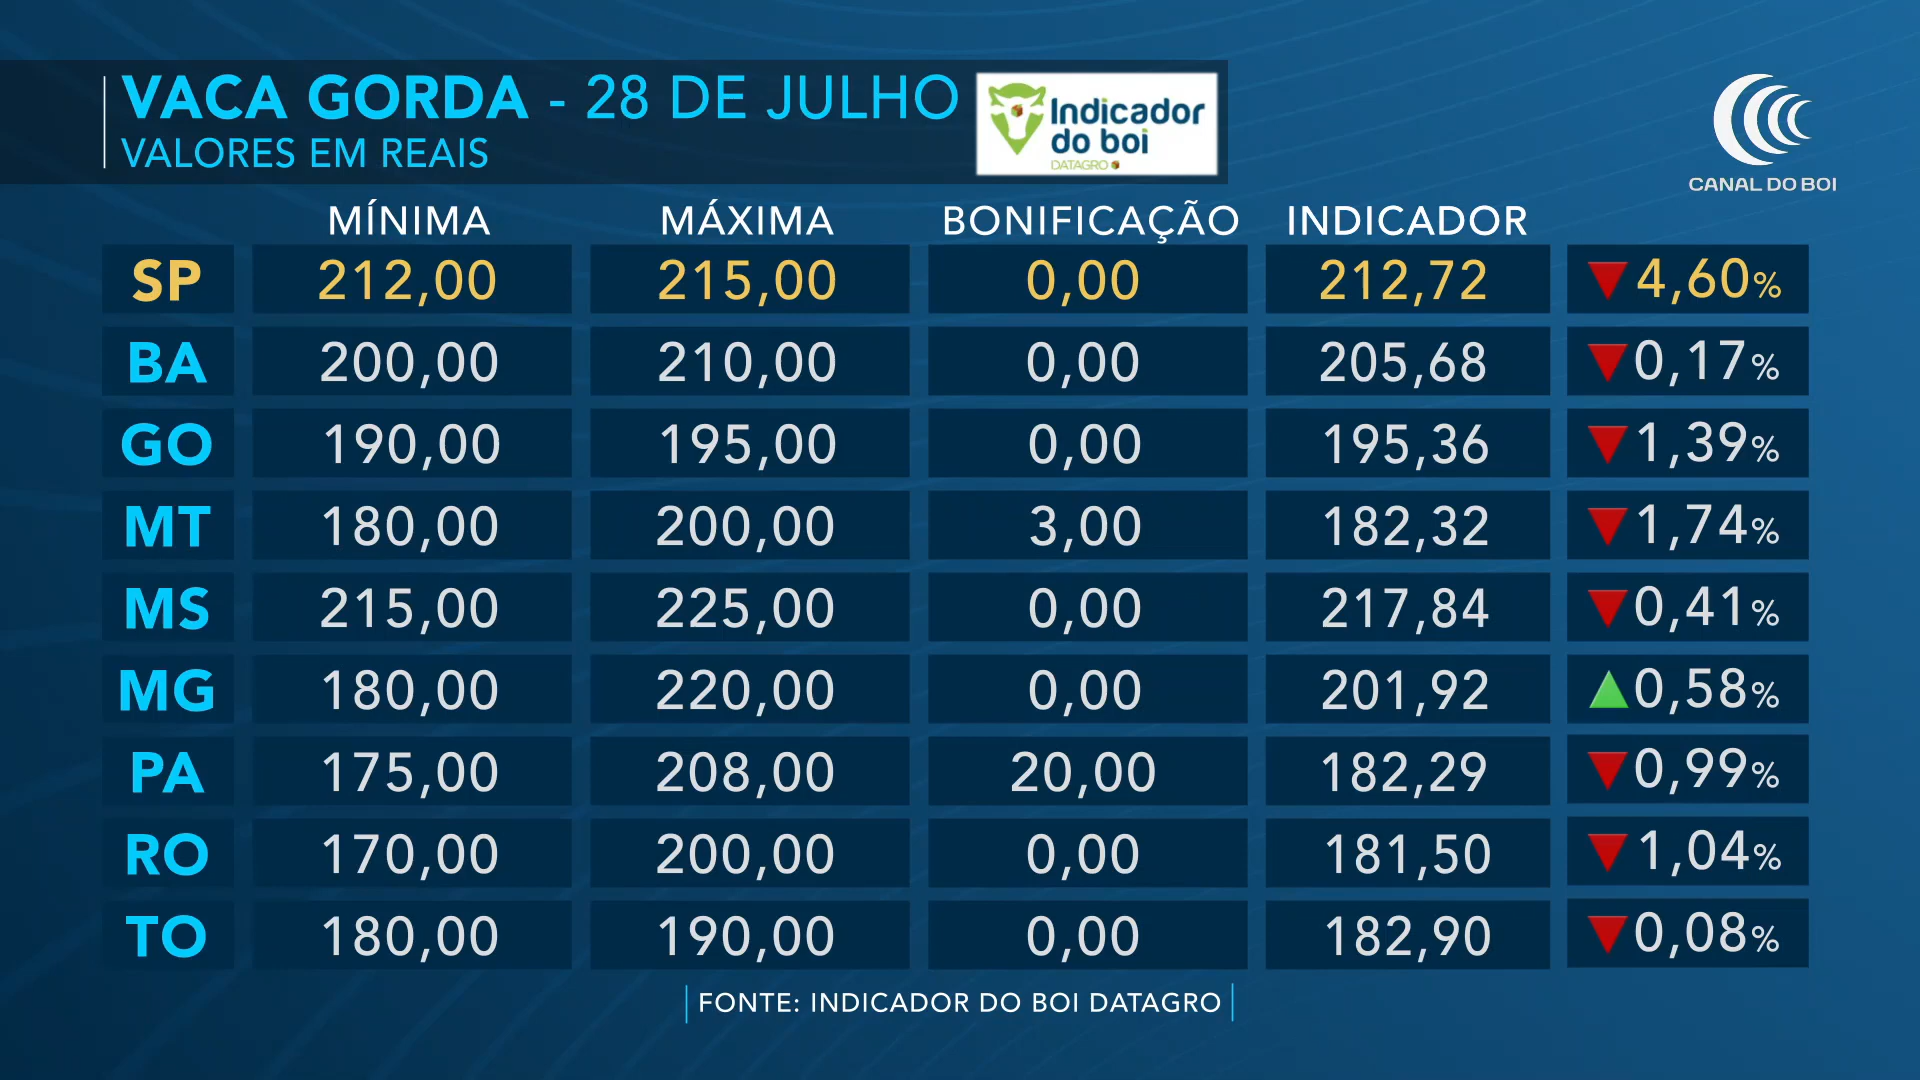 VACA GORDA - 28 DE JULHO
VALORES EM REAIS
Indicador
do boi
DATAGRO
CANAL DO BOI
MÍNIMA MÁXIMA BONIFICAÇÃO INDICADOR
SP 212,00 215,00 0,00 212,72 4,60%
BA 200,00 210,00 0,00 205,68 0,17%
GO 190,00 195,00 0,00 195,36 1,39%
MT 180,00 200,00 3,00 182,32 1,74%
MS 215,00 225,00 0,00 217,84 0,41%
MG 180,00 220,00 0,00 201,92 0,58%
PA 175,00 208,00 20,00 182,29 0,99%
RO 170,00 200,00 0,00 181,50 1,04%
TO 180,00 190,00 0,00 182,90 0,08%
FONTE: INDICADOR DO BOI DATAGRO